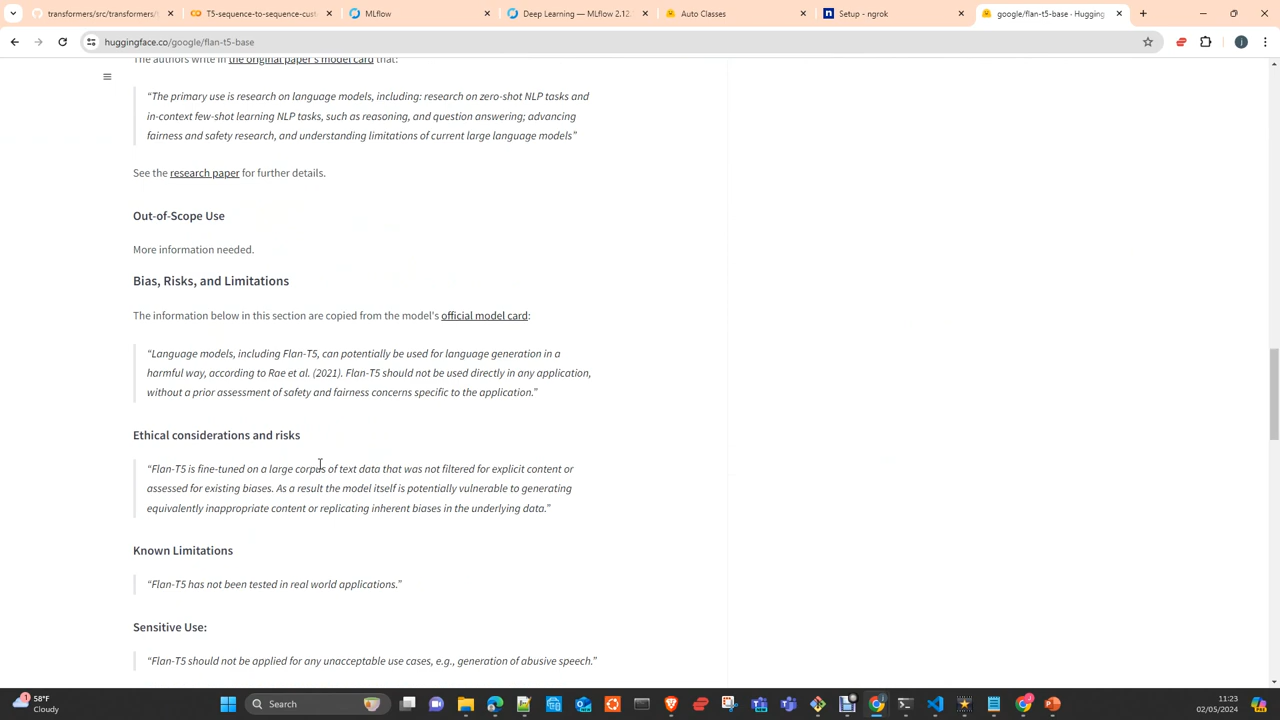 transformers/src/transformers/t
T5-sequence-to-sequence-cust
MLflow
Deep Learning — MLflow 2.12.
Auto Classes
Setup - ngrok
google/flan-t5-base · Hugging
huggingface.co/google/flan-t5-base
The authors write in the original paper's model card that:
“The primary use is research on language models, including: research on zero-shot NLP tasks and
in-context few-shot learning NLP tasks, such as reasoning, and question answering; advancing
fairness and safety research, and understanding limitations of current large language models”
See the research paper for further details.
Out-of-Scope Use
More information needed.
Bias, Risks, and Limitations
The information below in this section are copied from the model's official model card:
“Language models, including Flan-T5, can potentially be used for language generation in a
harmful way, according to Rae et al. (2021). Flan-T5 should not be used directly in any application,
without a prior assessment of safety and fairness concerns specific to the application.”
Ethical considerations and risks
“Flan-T5 is fine-tuned on a large corpus of text data that was not filtered for explicit content or
assessed for existing biases. As a result the model itself is potentially vulnerable to generating
equivalently inappropriate content or replicating inherent biases in the underlying data.”
Known Limitations
“Flan-T5 has not been tested in real world applications.”
Sensitive Use:
“Flan-T5 should not be applied for any unacceptable use cases, e.g., generation of abusive speech.”
58°F
Cloudy
Search
11:23
02/05/2024